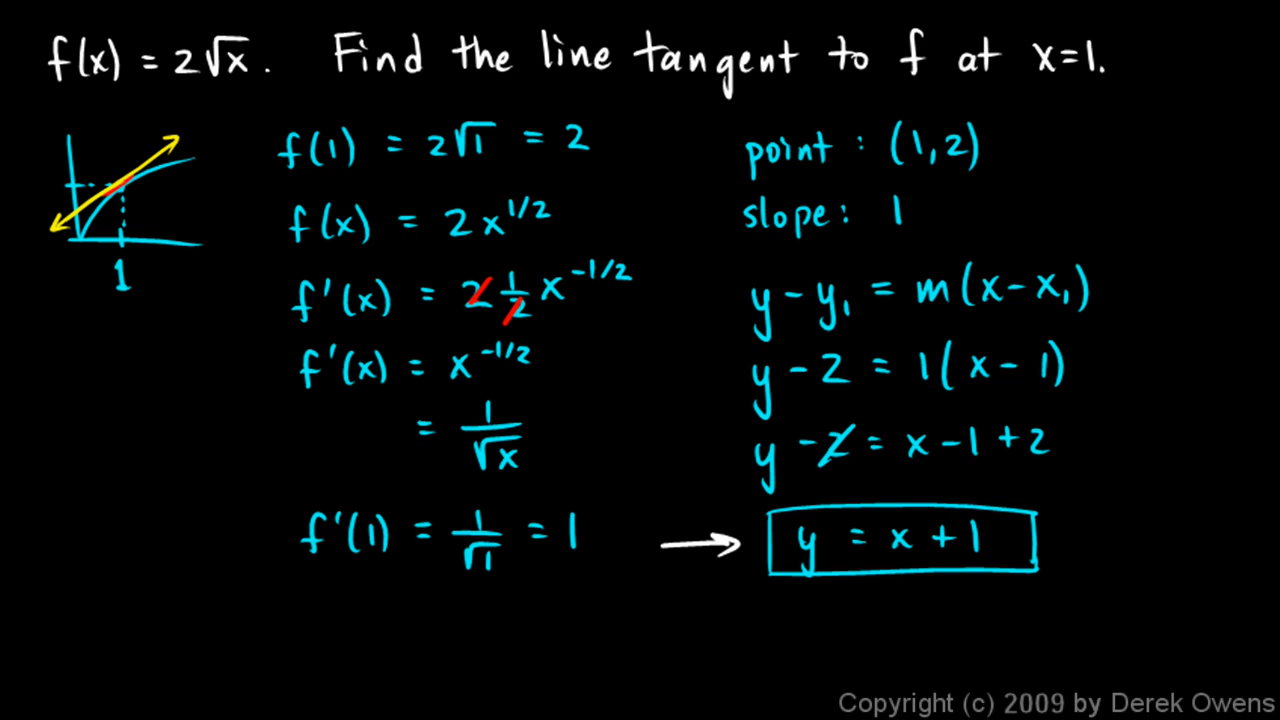 f(x) = 2√x. Find the line tangent to f at x=1.
1
f(1) = 2√1 = 2
f(x) = 2x^1/2
f'(x) = 2 1/2 x^-1/2
f'(x) = x^-1/2
= 1/√x
f'(1) = 1/√1 = 1
point : (1,2)
slope : 1
y - y₁ = m(x - x₁)
y - 2 = 1(x - 1)
y - 2 = x - 1 + 2
y = x + 1
Copyright (c) 2009 by Derek Owens